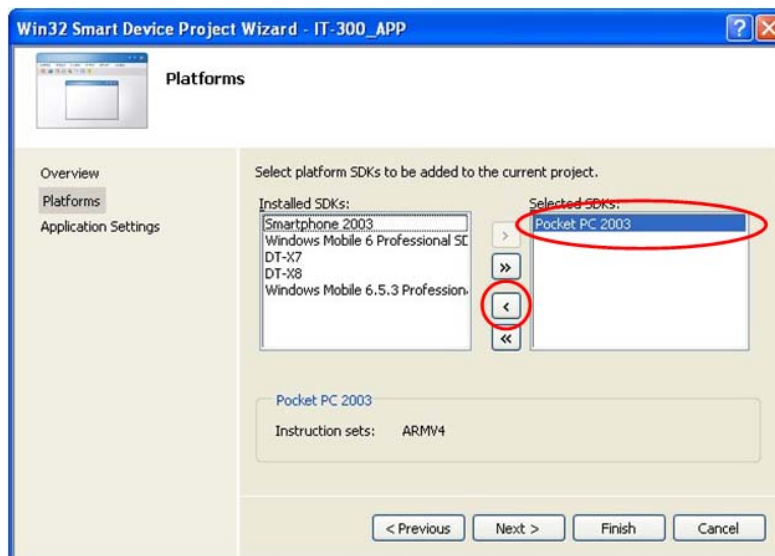 Win32 Smart Device Project Wizard - IT-300_APP
Platforms
Overview
Platforms
Application Settings
Select platform SDKs to be added to the current project.
Installed SDKs:
Smartphone 2003
Windows Mobile 6 Professional SD
DT-X7
DT-X8
Windows Mobile 6.5.3 Profession
>
»
<
«
Selected SDKs:
Pocket PC 2003
Pocket PC 2003
Instruction sets: ARMV4
< Previous
Next >
Finish
Cancel